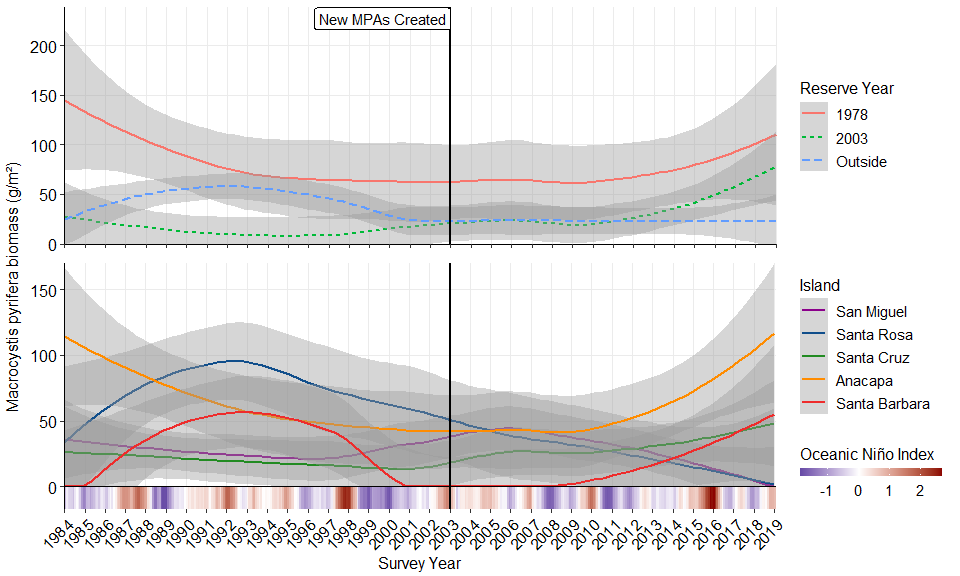 New MPAs Created
200
150
100
50
0
Macrocystis pyrifera biomass (g/m²)
150
100
50
0
1984 1985 1986 1987 1988 1989 1990 1991 1992 1993 1994 1995 1996 1997 1998 1999 2000 2001 2002 2003 2004 2005 2006 2007 2008 2009 2010 2011 2012 2013 2014 2015 2016 2017 2018 2019
Survey Year
Reserve Year
1978
2003
Outside
Island
San Miguel
Santa Rosa
Santa Cruz
Anacapa
Santa Barbara
Oceanic Niño Index
-1 0 1 2